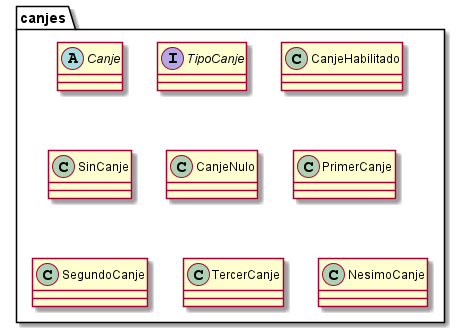 canjes
A Canje I TipoCanje C CanjeHabilitado
C SinCanje C CanjeNulo C PrimerCanje
C SegundoCanje C TercerCanje C NesimoCanje